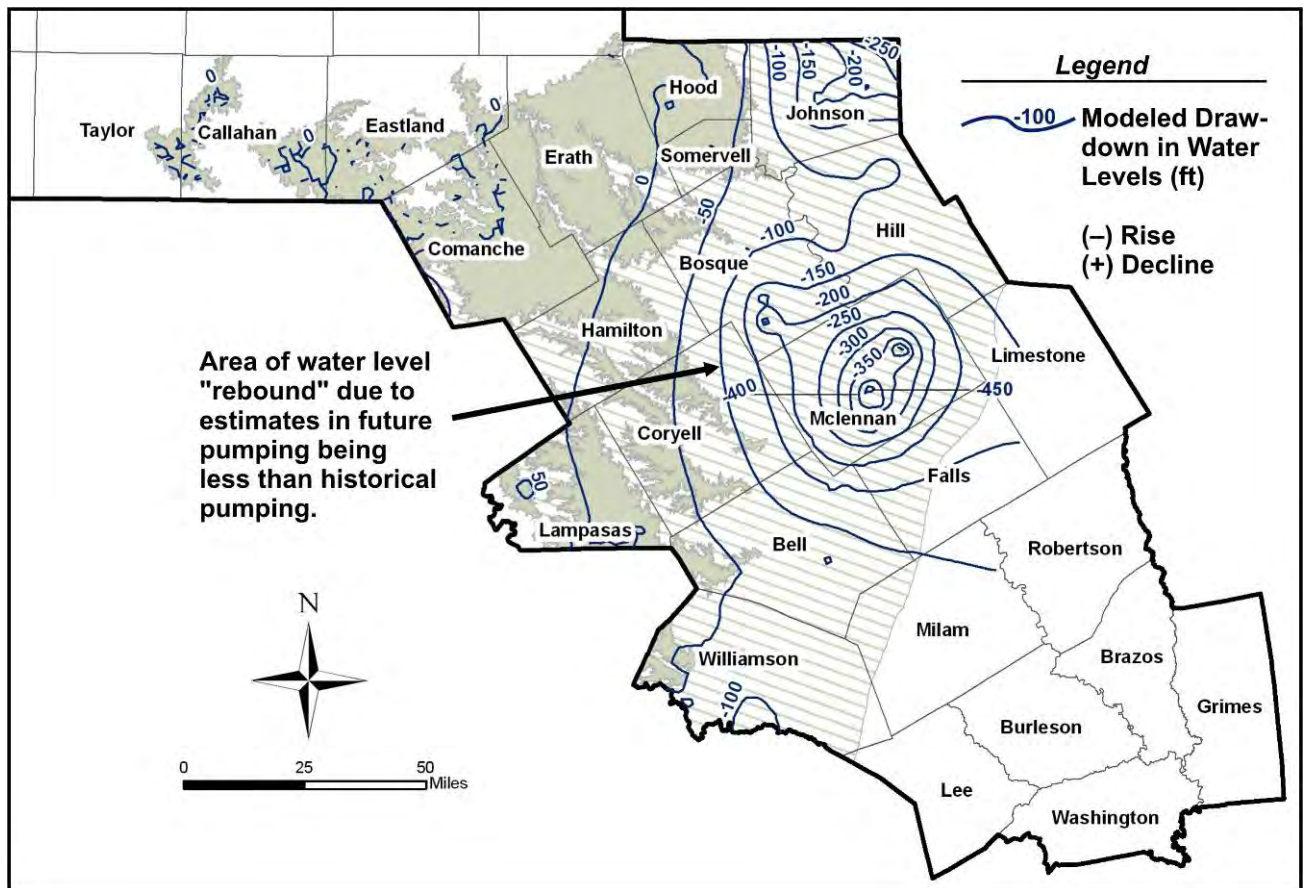 Legend
-100 Modeled Draw-
down in Water
Levels (ft)
(–) Rise
(+) Decline
Taylor
Callahan
Eastland
Erath
Hood
Somervell
Johnson
Comanche
Bosque
Hill
Hamilton
Limestone
Mclennan
Coryell
Falls
Lampasas
Bell
Robertson
Milam
Williamson
Brazos
Grimes
Burleson
Lee
Washington
0
0
0
0
0
-50
-100
-150
-200
-250
-100
-150
-200
-250
-300
-350
-400
-450
50
-100
Area of water level
"rebound" due to
estimates in future
pumping being
less than historical
pumping.
N
0 25 50
Miles